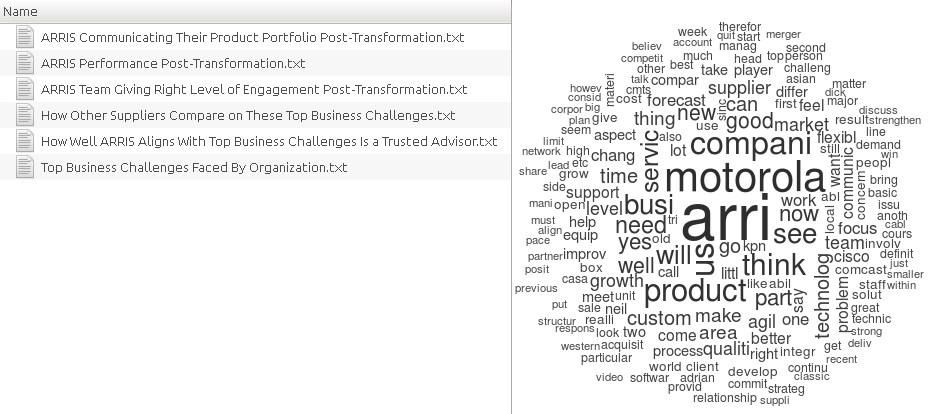 Name
ARRIS Communicating Their Product Portfolio Post-Transformation.txt
ARRIS Performance Post-Transformation.txt
ARRIS Team Giving Right Level of Engagement Post-Transformation.txt
How Other Suppliers Compare on These Top Business Challenges.txt
How Well ARRIS Aligns With Top Business Challenges Is a Trusted Advisor.txt
Top Business Challenges Faced By Organization.txt
therefor
week quit start merger
believ account manag second
competit much head top person
howev other best take player challeng
talk compar asian
materi cmts supplier differ matter
consid cost forecast sinc can dick
corpor big first feel major
plan give thing new good market result discuss
seem aspect use flexibl strengthen
limit servic also compani still line demand
network high chang lot want win
etc communic peopl
share lead time motorola
grow concern bring
side support busi arri work abl basic
mani open level now local issu
must help need tri us see focus anoth
align equip yes old go kpn team cabl
pace will involv cours
partner improv well think cisco definit
posit box call littl technolog comcast just
casa growth like abil smaller
previous meet unit product part say problem staff within
put sale neil solut
structur realli custom make agil one great
respons look two area technic
western come better strong
acquisit process qualiti right integr get deliv
particular recent
world client develop continu
video softwar adrian classic
provid commit strateg
relationship suppli